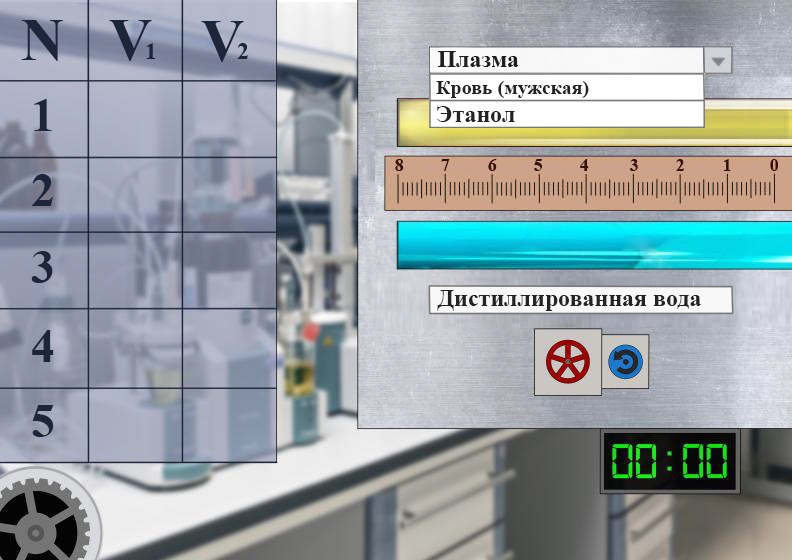 N V1 V2
1
2
3
4
5
Плазма
Кровь (мужская)
Этанол
8 7 6 5 4 3 2 1 0
Дистиллированная вода
00:00